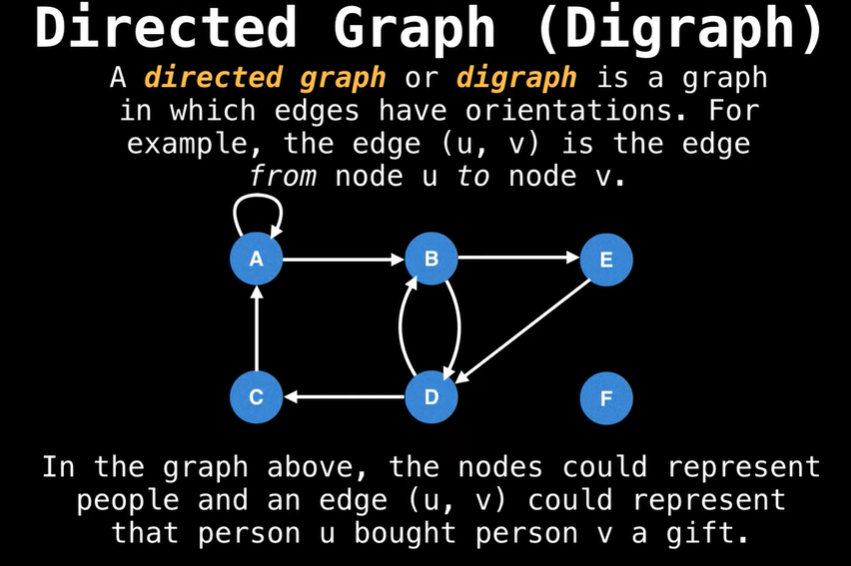 Directed Graph (Digraph)
A directed graph or digraph is a graph
in which edges have orientations. For
example, the edge (u, v) is the edge
from node u to node v.
A
B
E
C
D
F
In the graph above, the nodes could represent
people and an edge (u, v) could represent
that person u bought person v a gift.